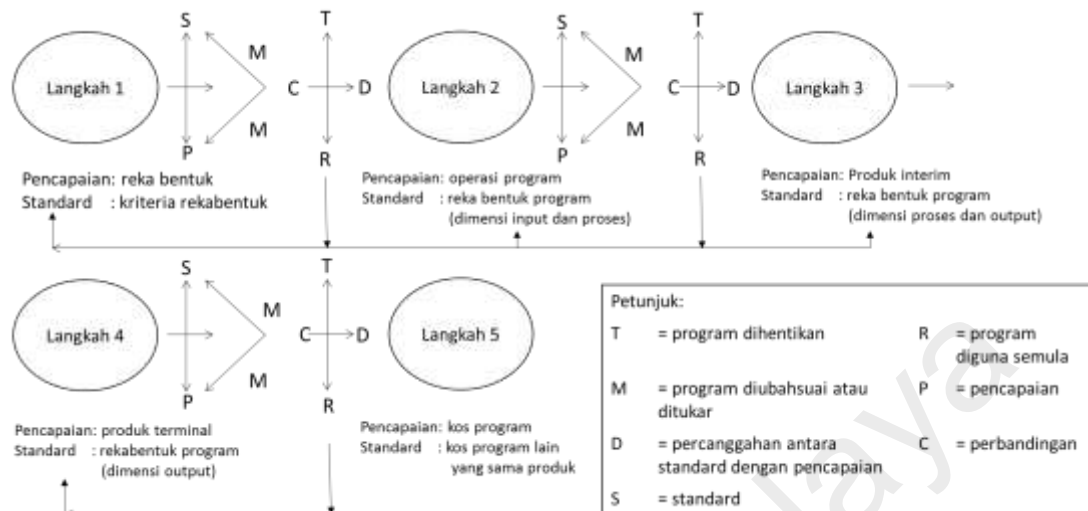 S
T
S
T
M
M
Langkah 1
C
D
Langkah 2
C
D
Langkah 3
M
M
P
R
P
R
Pencapaian: reka bentuk
Standard : kriteria rekabentuk
Pencapaian: operasi program
Standard : reka bentuk program
(dimensi input dan proses)
Pencapaian: Produk interim
Standard : reka bentuk program
(dimensi proses dan output)
S
T
M
Langkah 4
C
D
Langkah 5
M
P
R
Pencapaian: produk terminal
Standard : rekabentuk program
(dimensi output)
Pencapaian: kos program
Standard : kos program lain
yang sama produk
Petunjuk:
T = program dihentikan
R = program
diguna semula
M = program diubahsuai atau
ditukar
P = pencapaian
D = percanggahan antara
standard dengan pencapaian
C = perbandingan
S = standard
laya